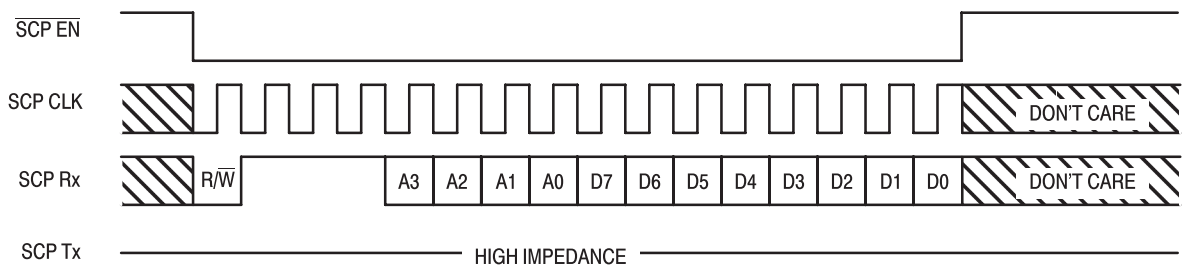 SCP EN
SCP CLK DON'T CARE
SCP Rx R/W A3 A2 A1 A0 D7 D6 D5 D4 D3 D2 D1 D0 DON'T CARE
SCP Tx HIGH IMPEDANCE